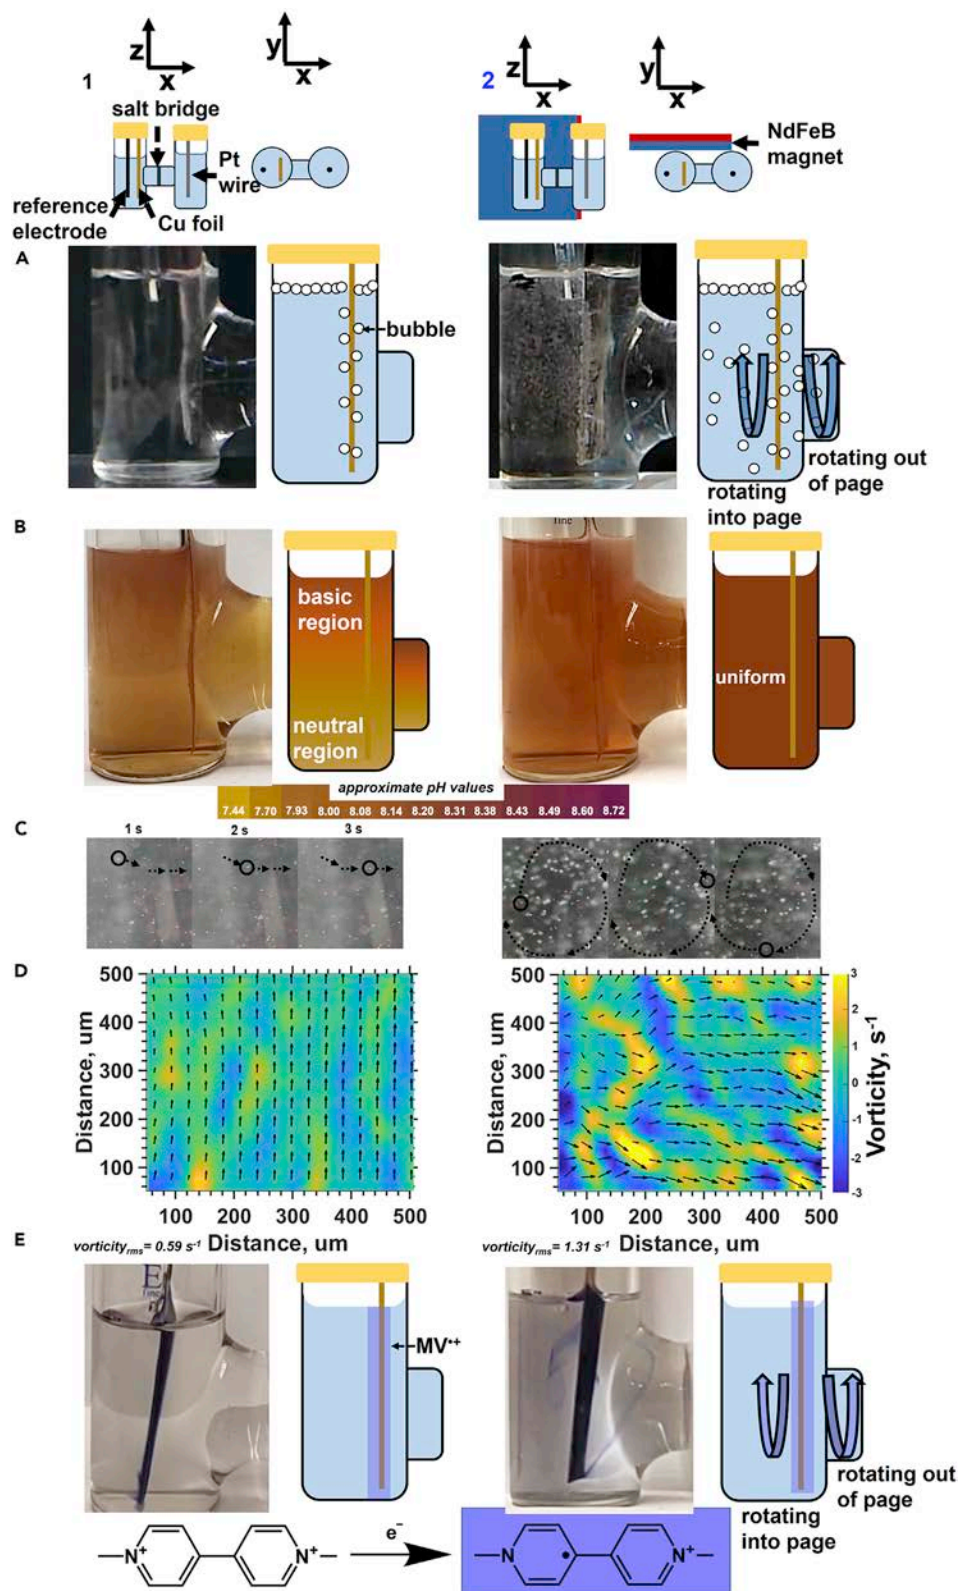 z
x
y
x
1
salt bridge
Pt
wire
reference
electrode
Cu foil
z
x
y
x
2
NdFeB
magnet
A
bubble
rotating out
of page
rotating
into page
B
basic
region
neutral
region
uniform
approximate pH values
7.44 7.70 7.93 8.00 8.08 8.14 8.20 8.31 8.38 8.43 8.49 8.60 8.72
C
1 s 2 s 3 s
D
500
400
300
200
100
Distance, um
100 200 300 400 500
500
400
300
200
100
Distance, um
100 200 300 400 500
3
2
1
0
-1
-2
-3
Vorticity, s-1
E
vorticityrms= 0.59 s-1 Distance, um
vorticityrms= 1.31 s-1 Distance, um
E
MV•+
rotating out
of page
rotating
into page
N+
N+
e−
N
N+